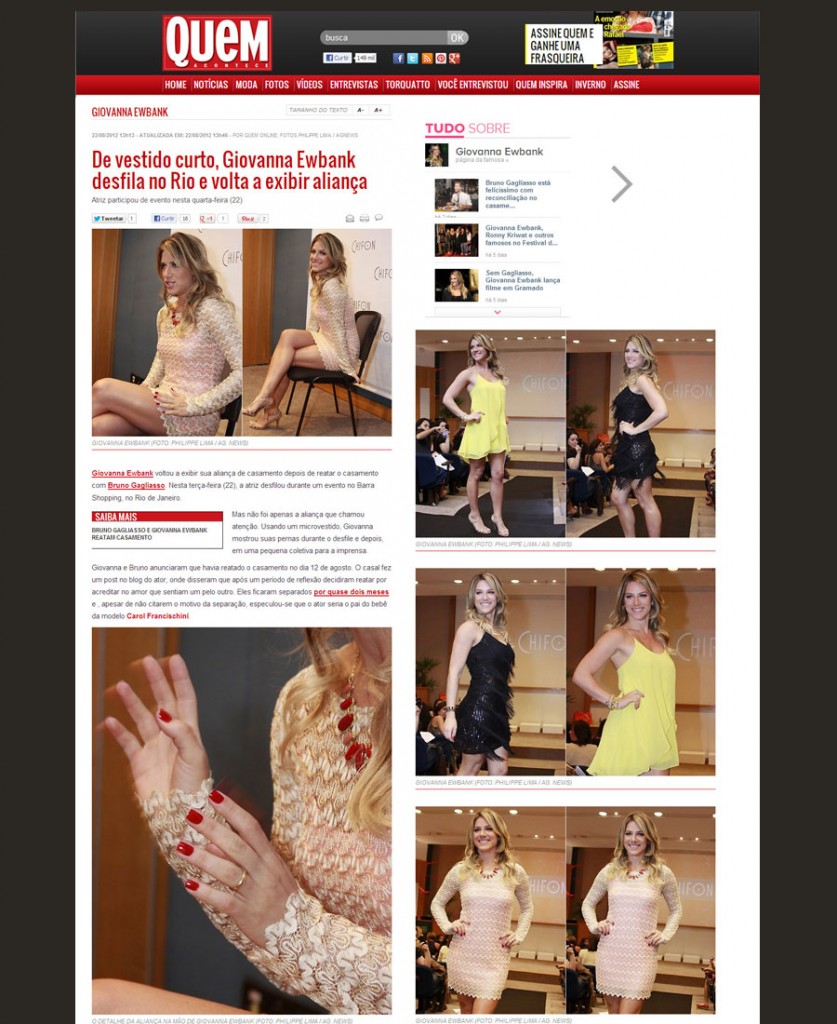 QUEM
ACONTECE
busca
OK
Curtir
148 mil
ASSINE QUEM E
GANHE UMA
FRASQUEIRA
HOME
NOTÍCIAS
MODA
FOTOS
VÍDEOS
ENTREVISTAS
TORQUATTO
VOCÊ ENTREVISTOU
QUEM INSPIRA
INVERNO
ASSINE
GIOVANNA EWBANK
TAMANHO DO TEXTO
A-
A+
22/08/2012 13h13 - ATUALIZADA EM: 22/08/2012 13h46 - POR QUEM ONLINE; FOTOS PHILIPPE LIMA / AGNEWS
De vestido curto, Giovanna Ewbank
desfila no Rio e volta a exibir aliança
Atriz participou de evento nesta quarta-feira (22)
Tweetar
1
Curtir
16
+1
1
Pin it
2
CHIFON
GIOVANNA EWBANK (FOTO: PHILIPPE LIMA / AG. NEWS)
Giovanna Ewbank voltou a exibir sua aliança de casamento depois de reatar o casamento
com Bruno Gagliasso. Nesta terça-feira (22), a atriz desfilou durante um evento no Barra
Shopping, no Rio de Janeiro.
SAIBA MAIS
BRUNO GAGLIASSO E GIOVANNA EWBANK
REATAM CASAMENTO
Mas não foi apenas a aliança que chamou
atenção. Usando um microvestido, Giovanna
mostrou suas pernas durante o desfile e depois,
em uma pequena coletiva para a imprensa.
Giovanna e Bruno anunciaram que havia reatado o casamento no dia 12 de agosto. O casal fez
um post no blog do ator, onde disseram que após um período de reflexão decidiram reatar por
acreditar no amor que sentiam um pelo outro. Eles ficaram separados por quase dois meses
e , apesar de não citarem o motivo da separação, especulou-se que o ator seria o pai do bebê
da modelo Carol Francischini.
O DETALHE DA ALIANÇA NA MÃO DE GIOVANNA EWBANK (FOTO: PHILIPPE LIMA / AG. NEWS)
TUDO SOBRE
Giovanna Ewbank
página da famosa »
Bruno Gagliasso está
felicíssimo com
reconciliação no
casame...
Giovanna Ewbank,
Ronny Kriwat e outros
famosos no Festival d...
há 5 dias
Sem Gagliasso,
Giovanna Ewbank lança
filme em Gramado
há 5 dias
CHIFON
GIOVANNA EWBANK (FOTO: PHILIPPE LIMA / AG. NEWS)
CHIFON
GIOVANNA EWBANK (FOTO: PHILIPPE LIMA / AG. NEWS)
CHIFON
GIOVANNA EWBANK (FOTO: PHILIPPE LIMA / AG. NEWS)